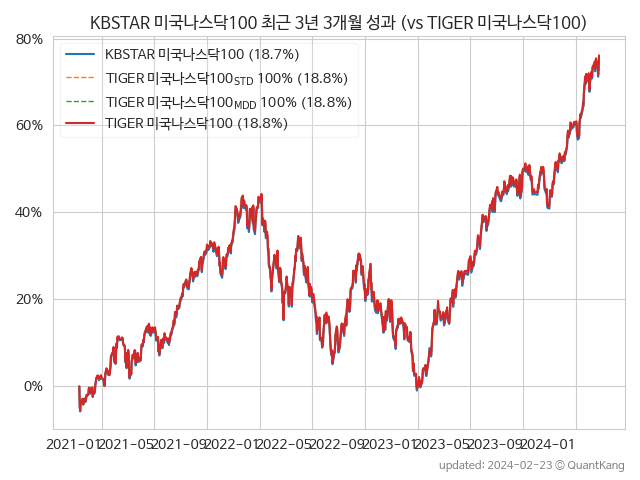 KBSTAR 미국나스닥100 최근 3년 3개월 성과 (vs TIGER 미국나스닥100)
80%
KBSTAR 미국나스닥100 (18.7%)
TIGER 미국나스닥100STD 100% (18.8%)
TIGER 미국나스닥100MDD 100% (18.8%)
TIGER 미국나스닥100 (18.8%)
60%
40%
20%
0%
2021-01 2021-05 2021-09 2022-01 2022-05 2022-09 2023-01 2023-05 2023-09 2024-01
updated: 2024-02-23 ⓒ QuantKang